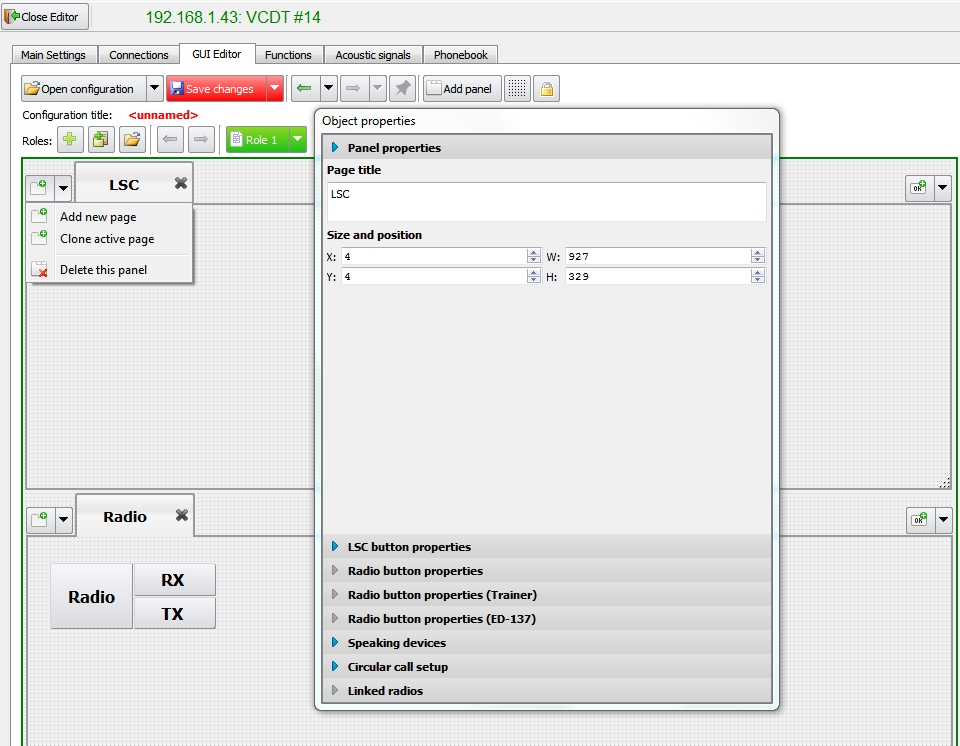 Close Editor
192.168.1.43: VCDT #14
Main Settings
Connections
GUI Editor
Functions
Acoustic signals
Phonebook
Open configuration
Save changes
Add panel
Configuration title: <unnamed>
Roles:
Role 1
LSC
OK
Add new page
Clone active page
Delete this panel
Object properties
Panel properties
Page title
LSC
Size and position
X: 4 W: 927
Y: 4 H: 329
LSC button properties
Radio button properties
Radio button properties (Trainer)
Radio button properties (ED-137)
Speaking devices
Circular call setup
Linked radios
Radio
OK
Radio
RX
TX